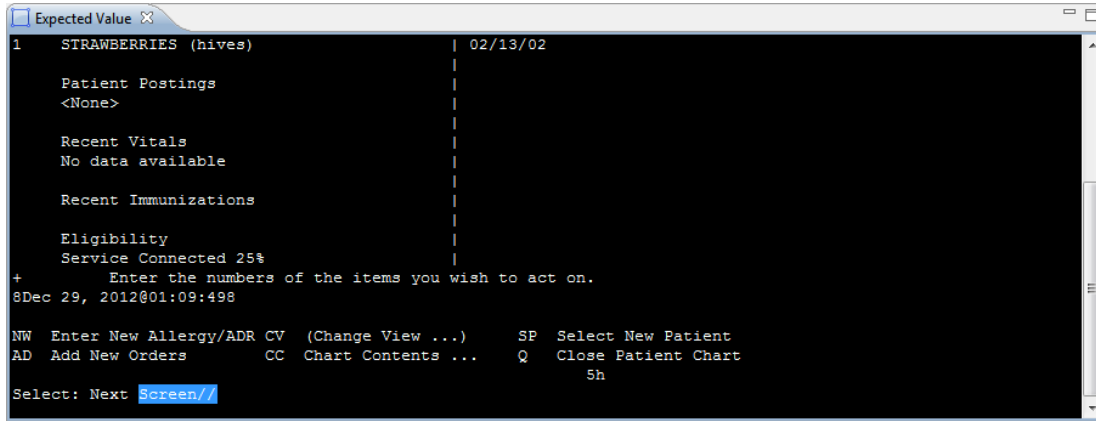 Expected Value
1 STRAWBERRIES (hives) | 02/13/02
|
Patient Postings |
<None> |
|
Recent Vitals |
No data available |
|
Recent Immunizations |
|
Eligibility |
Service Connected 25% |
+ Enter the numbers of the items you wish to act on.
8Dec 29, 2012@01:09:498
NW Enter New Allergy/ADR CV (Change View ...) SP Select New Patient
AD Add New Orders CC Chart Contents ... Q Close Patient Chart
5h
Select: Next Screen//